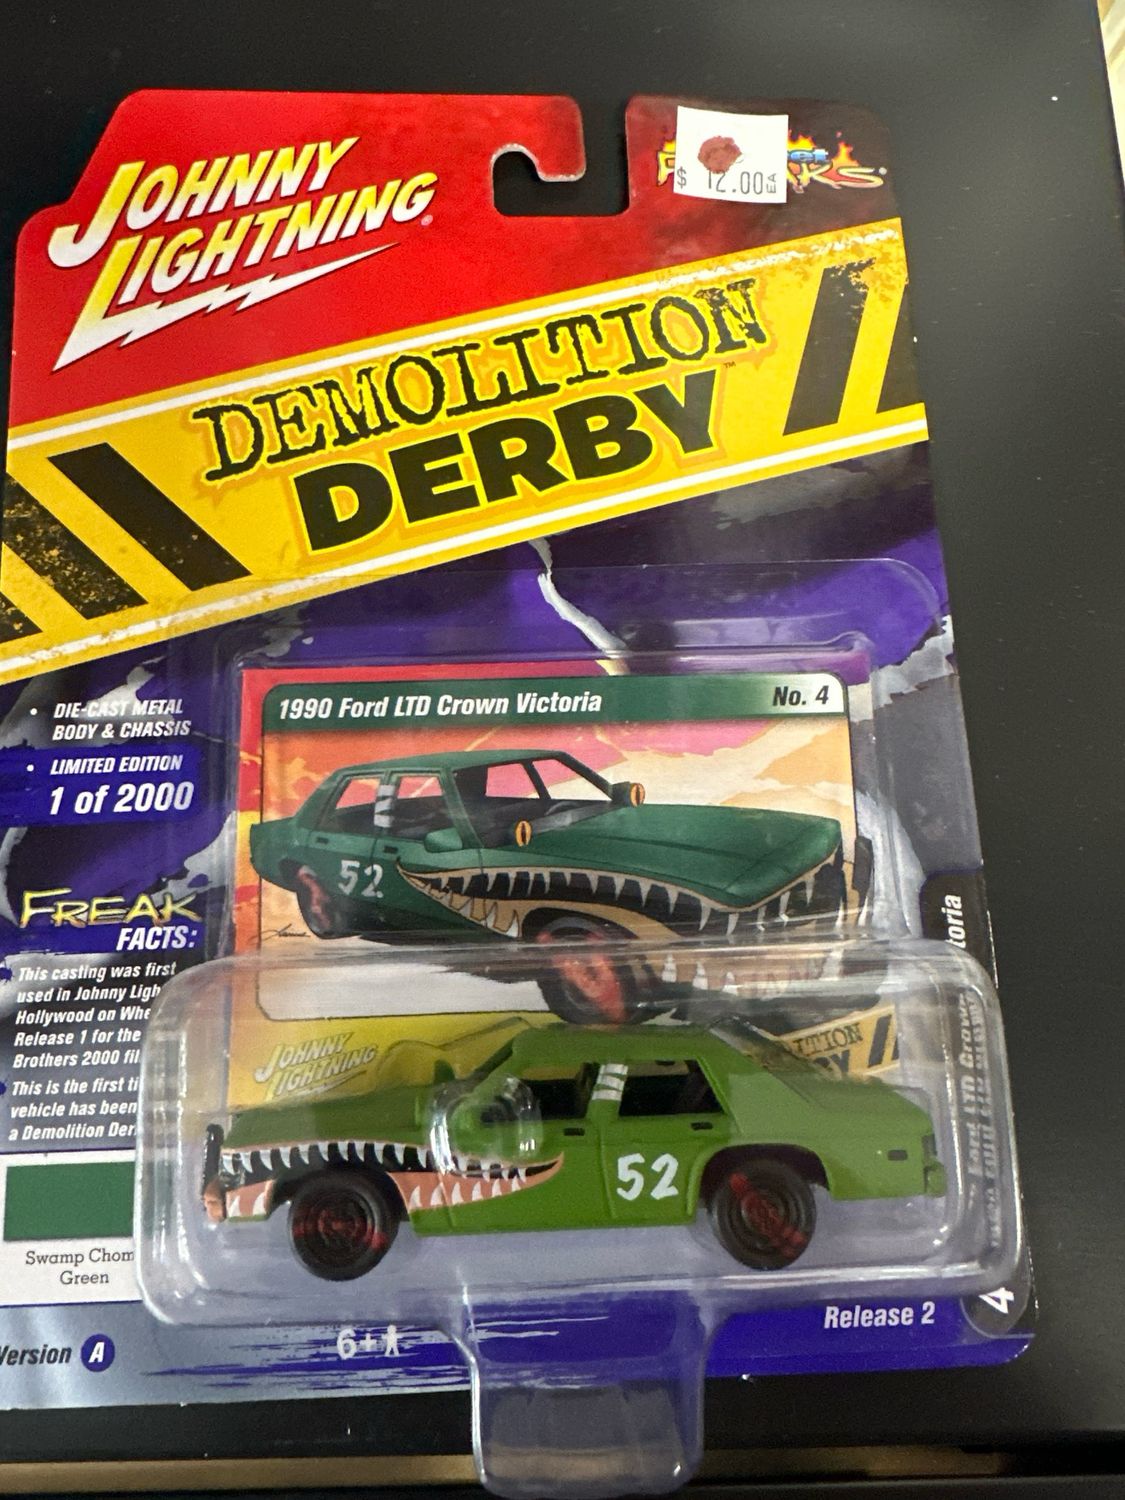 JOHNNY
LIGHTNING®
$ 12.00 EA
DEMOLITION
DERBY™
• DIE-CAST METAL
BODY & CHASSIS
• LIMITED EDITION
1 of 2000
1990 Ford LTD Crown Victoria No. 4
52
FREAK
FACTS:
This casting was first
used in Johnny Ligh
Hollywood on Whe
Release 1 for the
Brothers 2000 fil
This is the first ti
vehicle has been
a Demolition Der
JOHNNY
LIGHTNING
52
Swamp Chom
Green
Version A
6+
Release 2
4